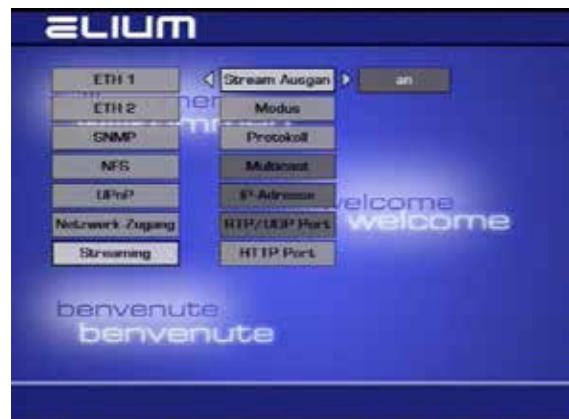 ELIUM
ETH 1
ETH 2
SNMP
NFS
UPnP
Netzwerk Zugang
Streaming
Stream Ausgan
Modus
Protokoll
Multicast
IP-Adresse
RTP/UDP Port
HTTP Port
an
welcome
welcome
benvenute
benvenute